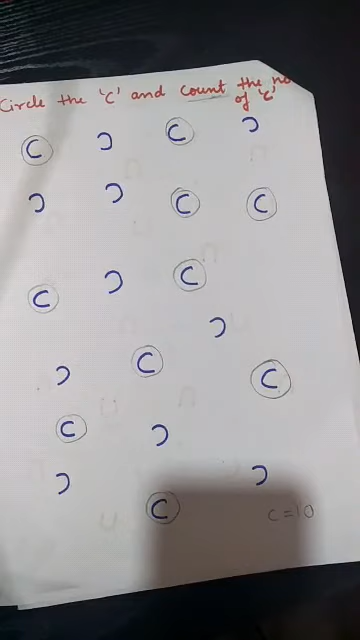 Circle the 'C' and count the no
of 'c'
C Ɔ C Ɔ
Ɔ Ɔ C C
C Ɔ C
Ɔ
Ɔ C C
C Ɔ
Ɔ Ɔ
C
C=10